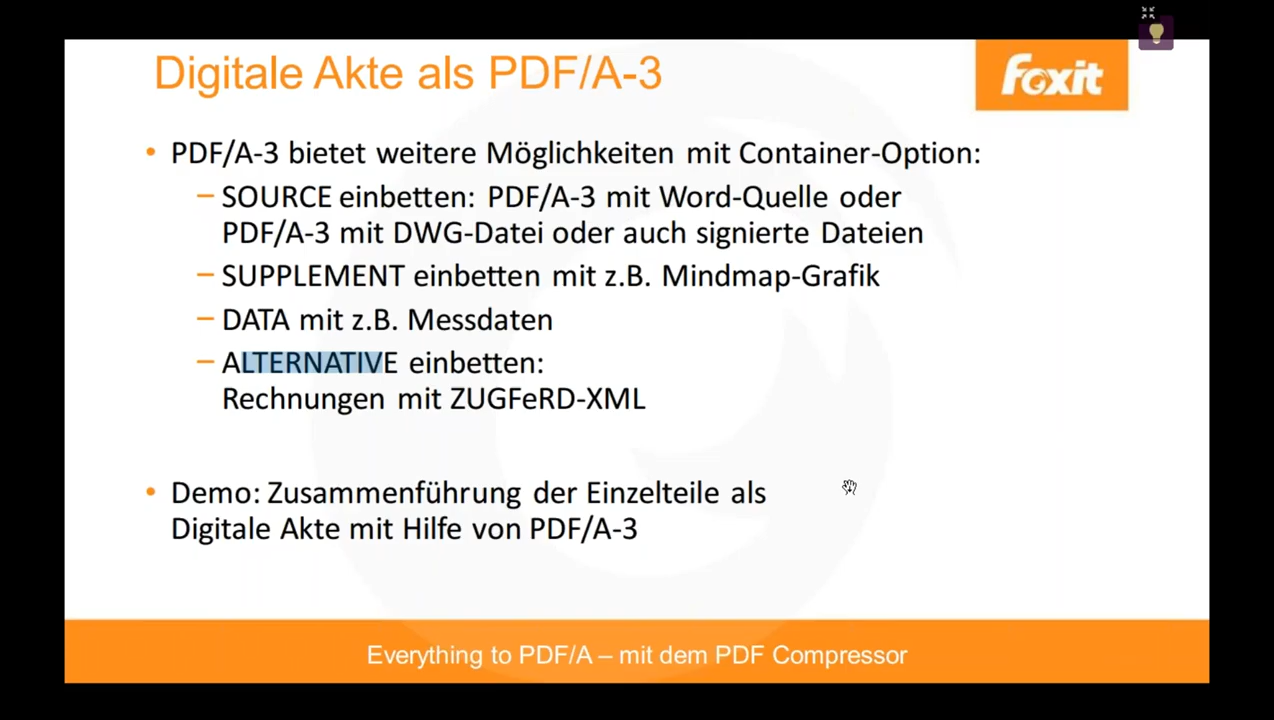 Digitale Akte als PDF/A-3
foxit
• PDF/A-3 bietet weitere Möglichkeiten mit Container-Option:
– SOURCE einbetten: PDF/A-3 mit Word-Quelle oder
PDF/A-3 mit DWG-Datei oder auch signierte Dateien
– SUPPLEMENT einbetten mit z.B. Mindmap-Grafik
– DATA mit z.B. Messdaten
– ALTERNATIVE einbetten:
Rechnungen mit ZUGFeRD-XML
• Demo: Zusammenführung der Einzelteile als
Digitale Akte mit Hilfe von PDF/A-3
Everything to PDF/A – mit dem PDF Compressor